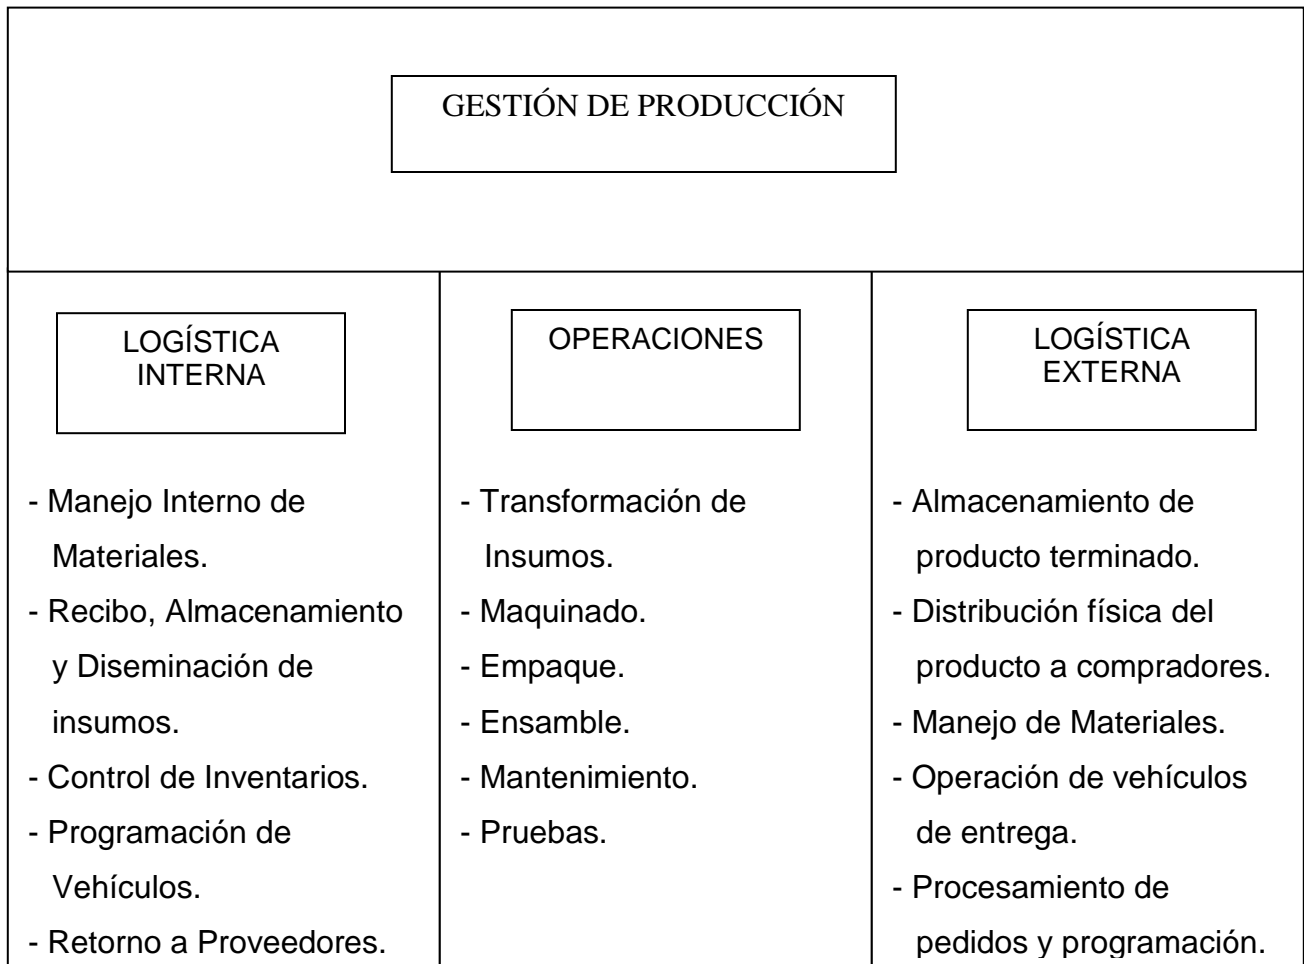 GESTIÓN DE PRODUCCIÓN
LOGÍSTICA
INTERNA
- Manejo Interno de
Materiales.
- Recibo, Almacenamiento
y Diseminación de
insumos.
- Control de Inventarios.
- Programación de
Vehículos.
- Retorno a Proveedores.
OPERACIONES
- Transformación de
Insumos.
- Maquinado.
- Empaque.
- Ensamble.
- Mantenimiento.
- Pruebas.
LOGÍSTICA
EXTERNA
- Almacenamiento de
producto terminado.
- Distribución física del
producto a compradores.
- Manejo de Materiales.
- Operación de vehículos
de entrega.
- Procesamiento de
pedidos y programación.